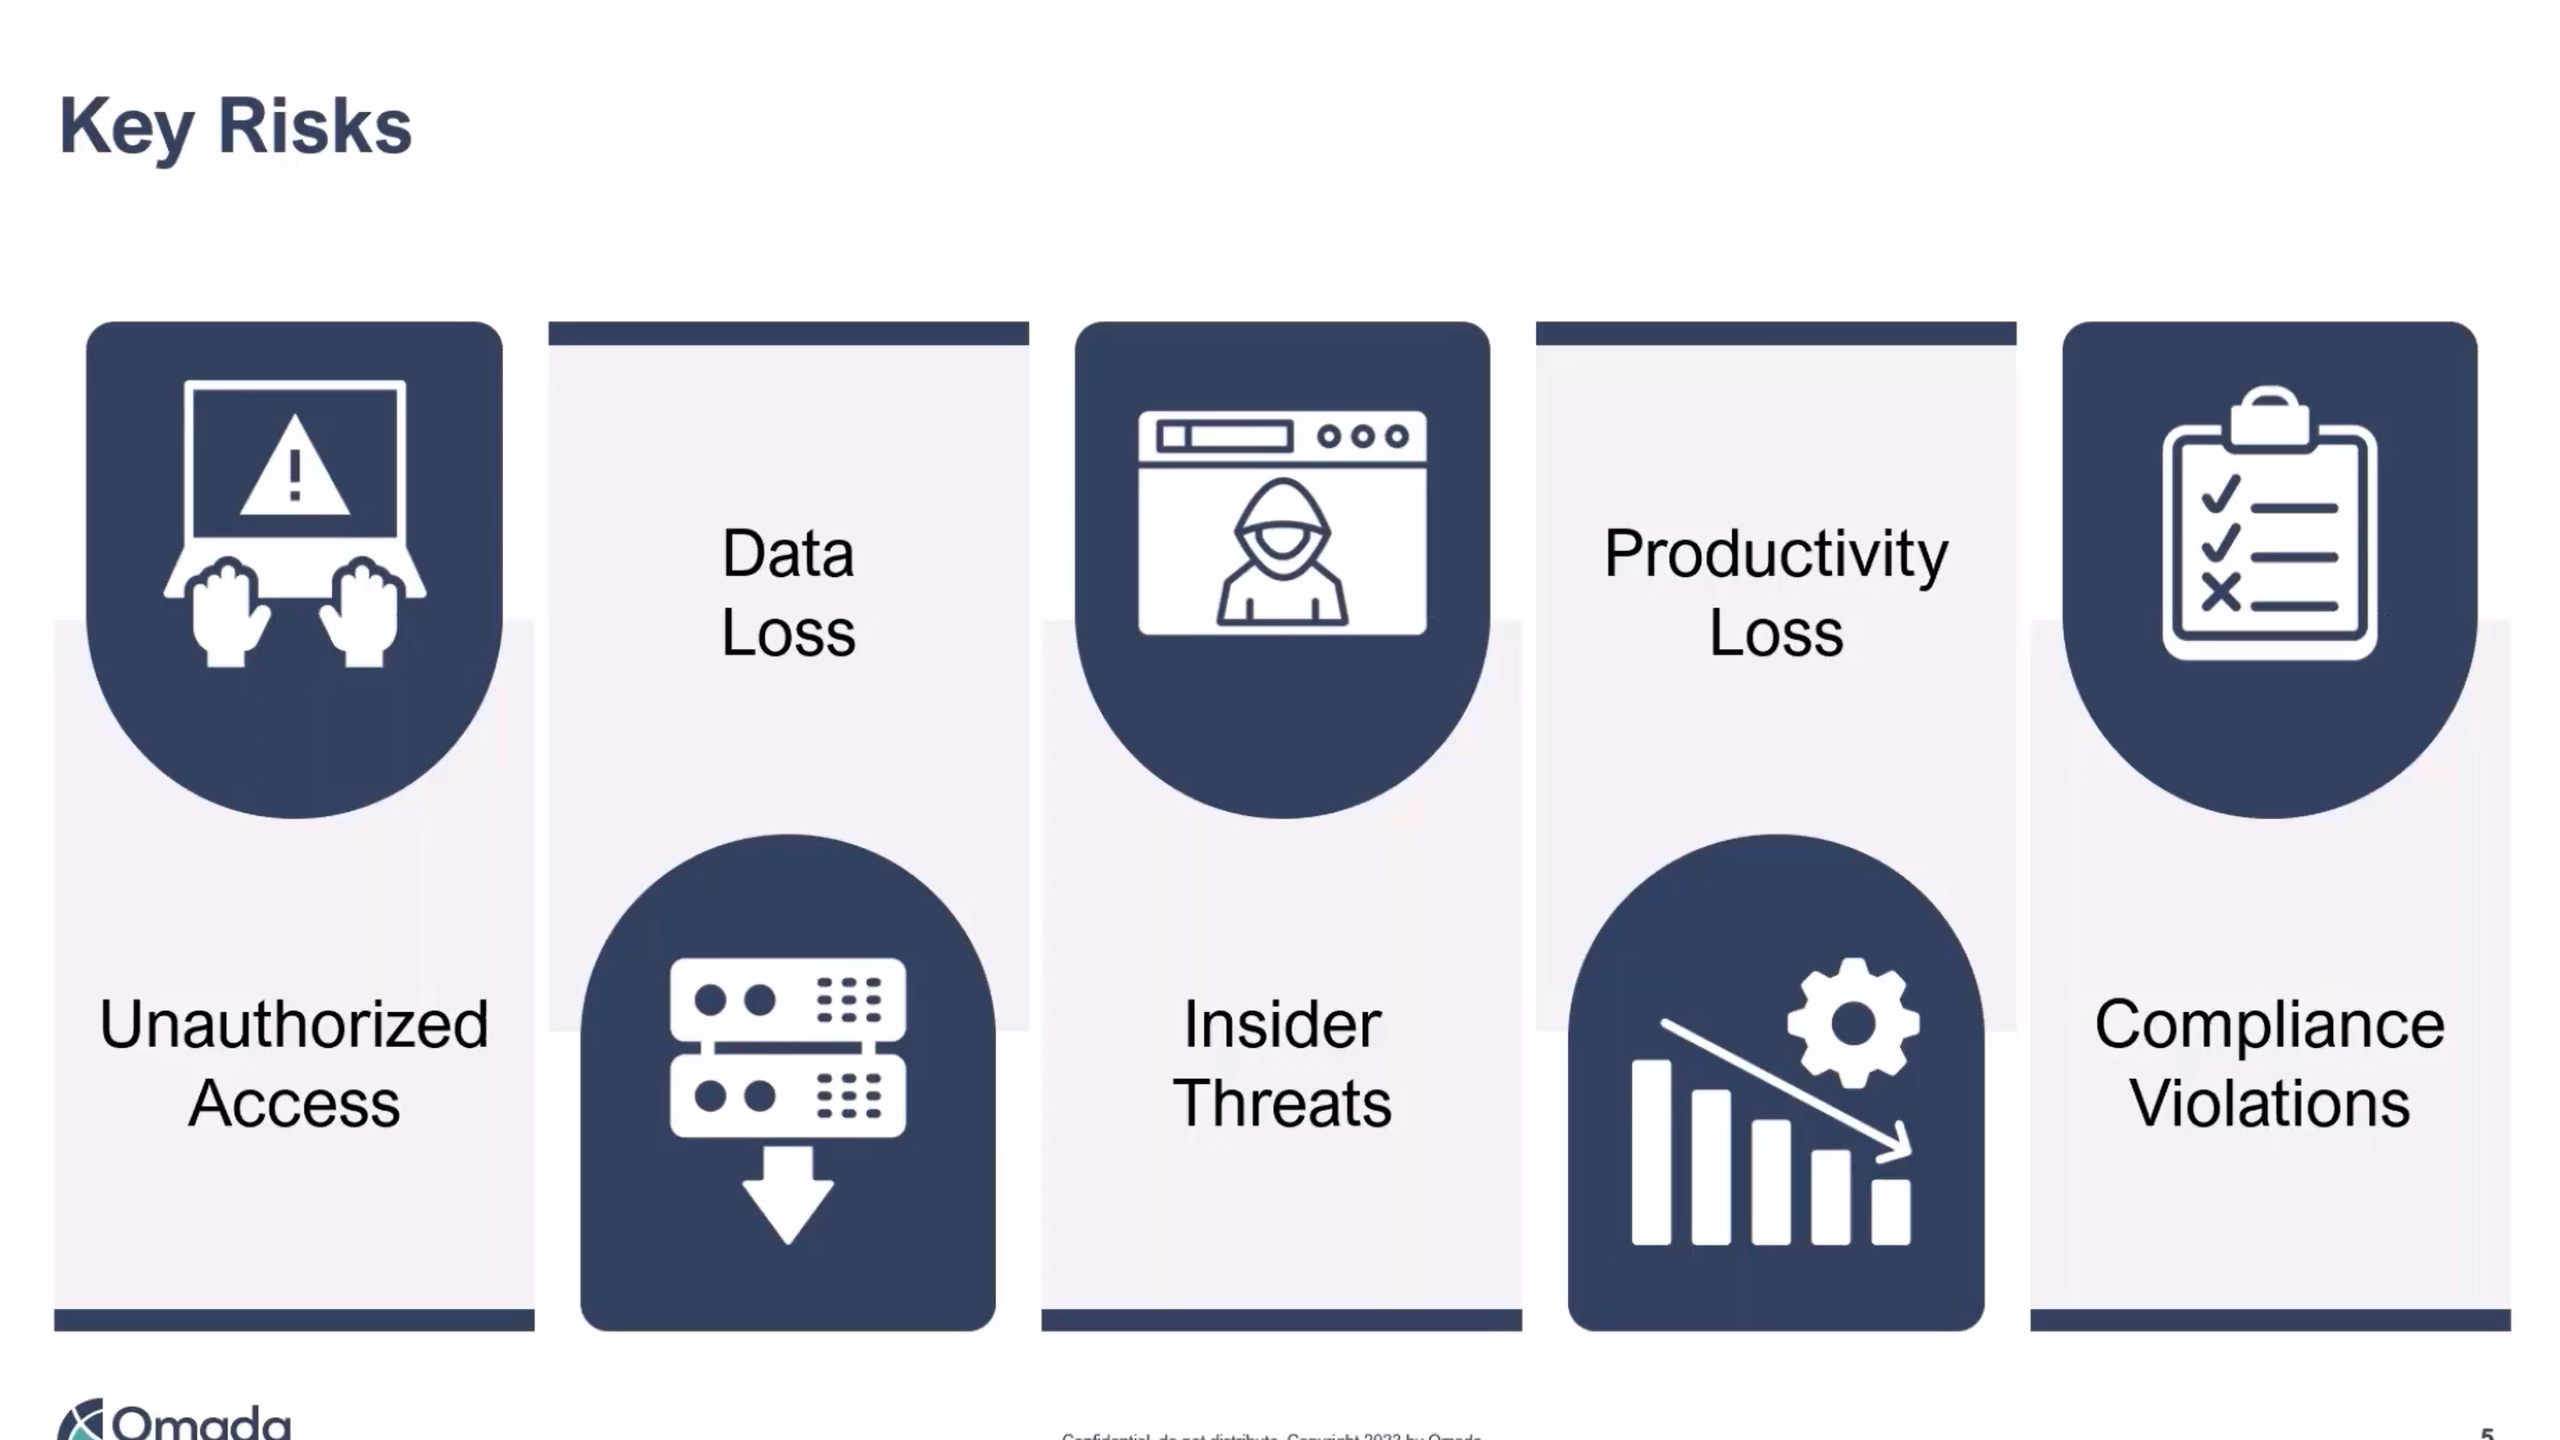 Key Risks
Unauthorized
Access
Data
Loss
Insider
Threats
Productivity
Loss
Compliance
Violations
Omada
Confidential, do not distribute. Copyright 2023 by Omada
5